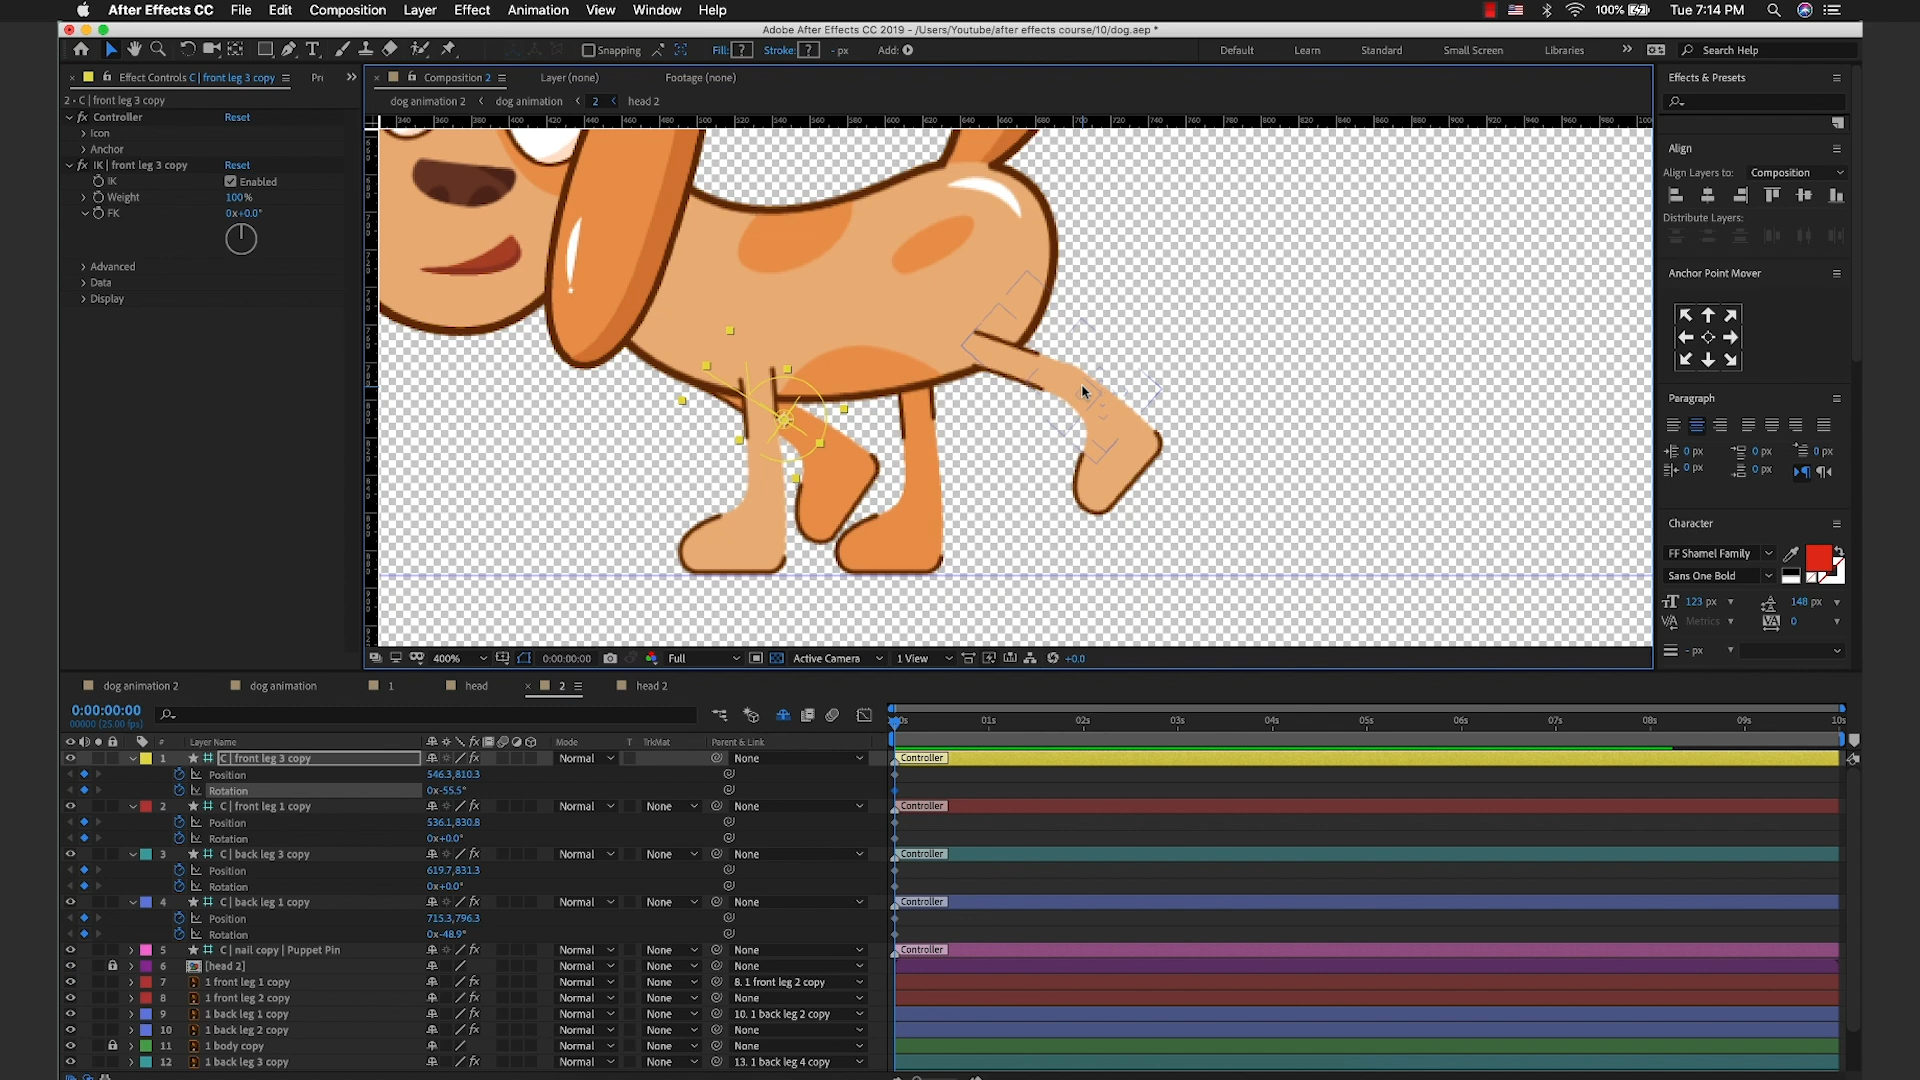 After Effects CC File Edit Composition Layer Effect Animation View Window Help 100% Tue 7:14 PM
Adobe After Effects CC 2019 - /Users/Youtube/after effects course/10/dog.aep *
Snapping Fill: ? Stroke: ? - px Add: Default Learn Standard Small Screen Libraries Search Help
Effect Controls C | front leg 3 copy Pr Composition 2 Layer (none) Footage (none) Effects & Presets
2 · C | front leg 3 copy dog animation 2 dog animation 2 head 2
fx Controller Reset
Icon
Anchor
Align
fx IK | front leg 3 copy Reset
Align Layers to: Composition
IK Enabled
Weight 100%
FK 0x+0.0°
Distribute Layers:
Advanced
Anchor Point Mover
Data
Display
Paragraph
0 px 0 px 0 px
0 px 0 px
Character
FF Shamel Family
Sans One Bold
123 px 148 px
Metrics 0
- px
400% 0:00:00:00 Full Active Camera 1 View +0.0
dog animation 2 dog animation 1 head 2 head 2
0:00:00:00
00000 (25.00 fps)
01s 02s 03s 04s 05s 06s 07s 08s 09s 10s
# Layer Name Mode T TrkMat Parent & Link
1 C | front leg 3 copy Normal None Controller
Position 546.3,810.3
Rotation 0x-55.5°
2 C | front leg 1 copy Normal None None Controller
Position 536.1,830.8
Rotation 0x+0.0°
3 C | back leg 3 copy Normal None None Controller
Position 619.7,831.3
Rotation 0x+0.0°
4 C | back leg 1 copy Normal None None Controller
Position 715.3,796.3
Rotation 0x-48.9°
5 C | nail copy | Puppet Pin Normal None None Controller
6 [head 2] Normal None None
7 1 front leg 1 copy Normal None 8. 1 front leg 2 copy
8 1 front leg 2 copy Normal None None
9 1 back leg 1 copy Normal None 10. 1 back leg 2 copy
10 1 back leg 2 copy Normal None None
11 1 body copy Normal None None
12 1 back leg 3 copy Normal None 13. 1 back leg 4 copy